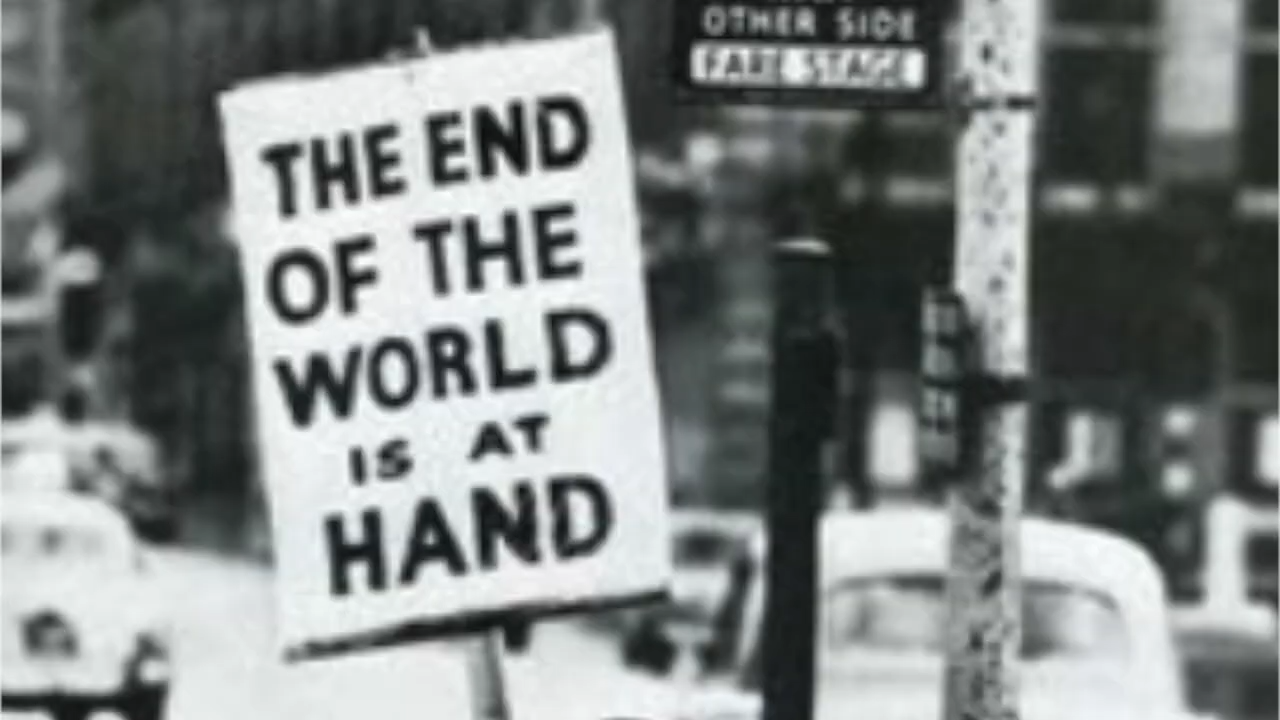 THE END
OF THE
WORLD
IS AT
HAND
OTHER SIDE
FARE STAGE